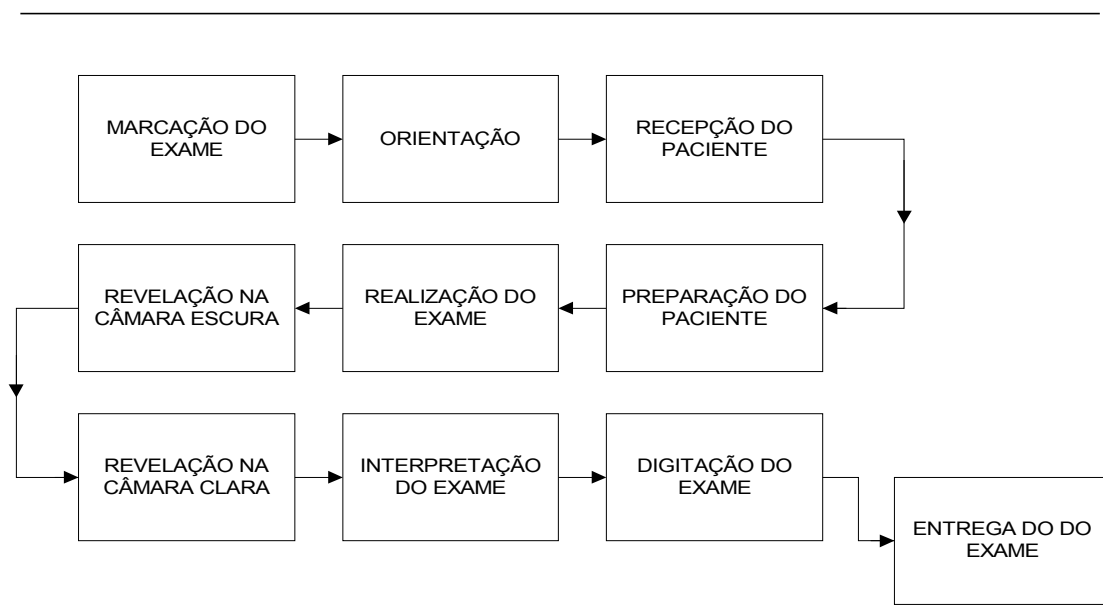 MARCAÇÃO DO
EXAME
ORIENTAÇÃO
RECEPÇÃO DO
PACIENTE
PREPARAÇÃO DO
PACIENTE
REALIZAÇÃO DO
EXAME
REVELAÇÃO NA
CÂMARA ESCURA
REVELAÇÃO NA
CÂMARA CLARA
INTERPRETAÇÃO
DO EXAME
DIGITAÇÃO DO
EXAME
ENTREGA DO DO
EXAME